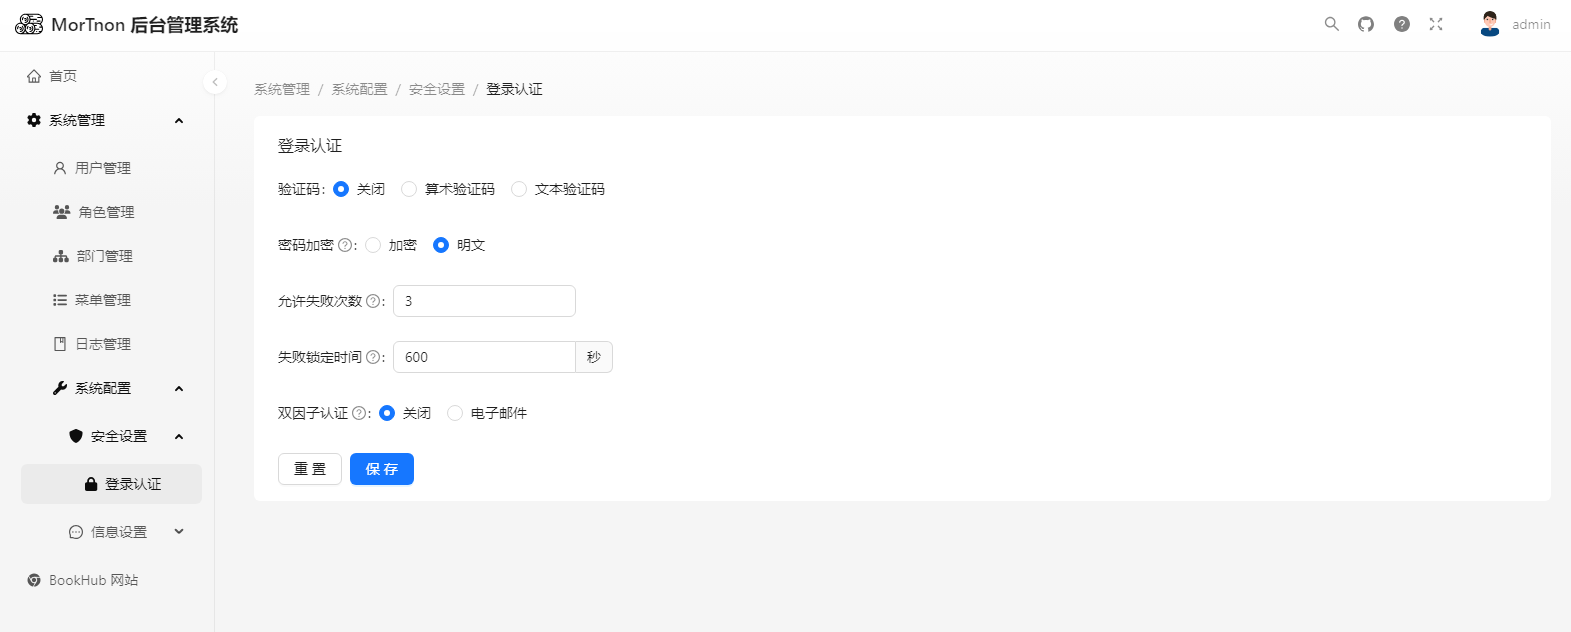 MorTnon 后台管理系统
admin
首页
系统管理
用户管理
角色管理
部门管理
菜单管理
日志管理
系统配置
安全设置
登录认证
信息设置
BookHub 网站
系统管理 / 系统配置 / 安全设置 / 登录认证
登录认证
验证码: 关闭 算术验证码 文本验证码
密码加密?: 加密 明文
允许失败次数?: 3
失败锁定时间?: 600 秒
双因子认证?: 关闭 电子邮件
重 置 保 存